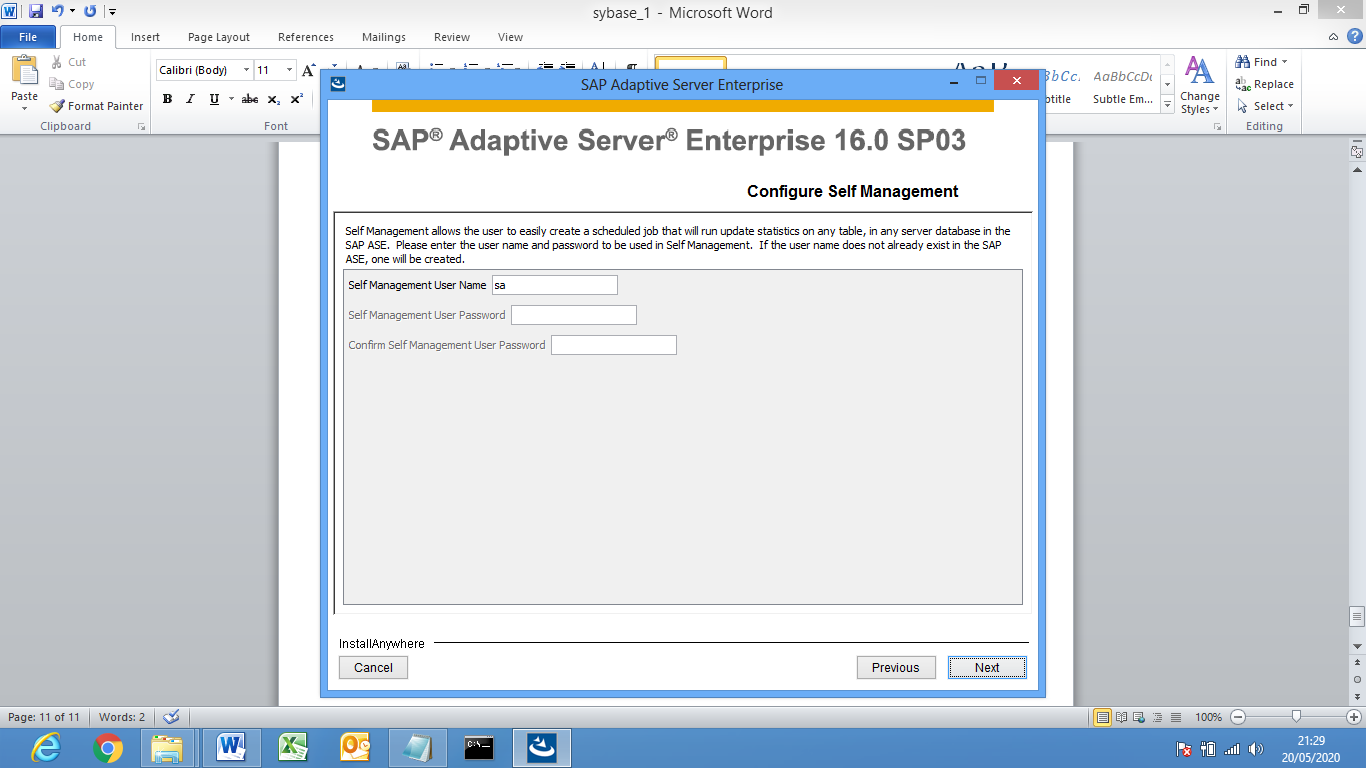 sybase_1 - Microsoft Word
File Home Insert Page Layout References Mailings Review View
Paste
Cut
Copy
Format Painter
Clipboard
Calibri (Body) 11
B I U abc x₂ x²
Font
AaBbCcDc
Subtle Em...
Change
Styles
Find
Replace
Select
Editing
SAP Adaptive Server Enterprise
SAP® Adaptive Server® Enterprise 16.0 SP03
Configure Self Management
Self Management allows the user to easily create a scheduled job that will run update statistics on any table, in any server database in the
SAP ASE. Please enter the user name and password to be used in Self Management. If the user name does not already exist in the SAP
ASE, one will be created.
Self Management User Name sa
Self Management User Password
Confirm Self Management User Password
InstallAnywhere
Cancel Previous Next
Page: 11 of 11 Words: 2 100%
21:29
20/05/2020